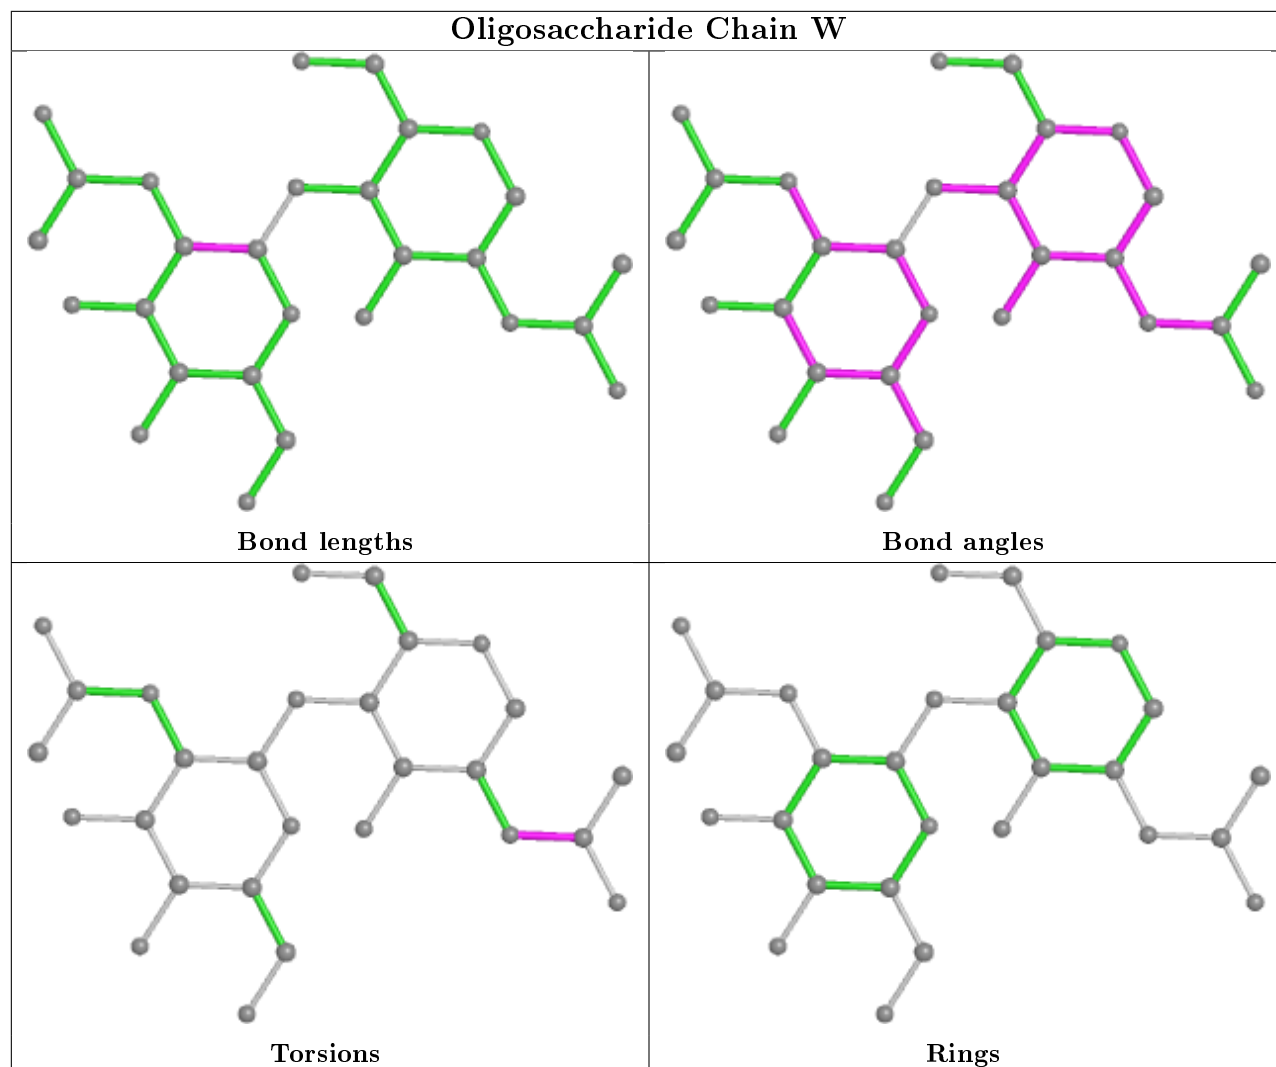 Oligosaccharide Chain W
Bond lengths
Bond angles
Torsions
Rings